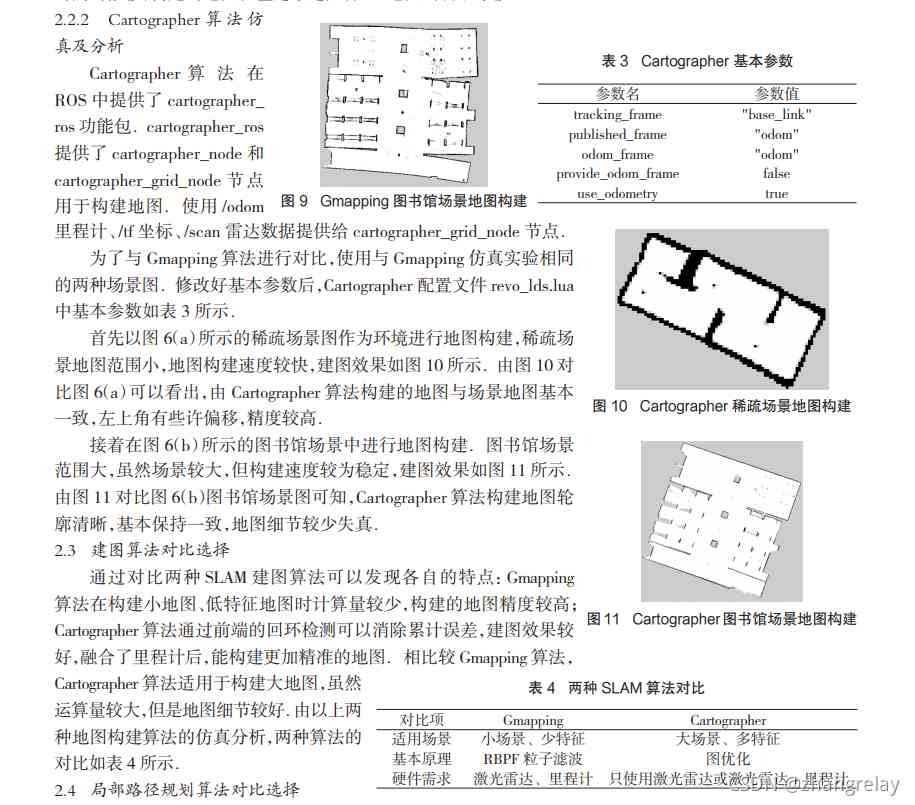 2.2.2 Cartographer 算法仿
真及分析
Cartographer 算法在
ROS 中提供了 cartographer_
ros 功能包. cartographer_ros
提供了 cartographer_node 和
cartographer_grid_node 节点
用于构建地图. 使用 /odom
里程计、/tf 坐标、/scan 雷达数据提供给 cartographer_grid_node 节点.
图 9 Gmapping 图书馆场景地图构建
为了与 Gmapping 算法进行对比,使用与 Gmapping 仿真实验相同
的两种场景图. 修改好基本参数后,Cartographer 配置文件 revo_lds.lua
中基本参数如表 3 所示.
首先以图 6(a)所示的稀疏场景图作为环境进行地图构建,稀疏场
景地图范围小,地图构建速度较快,建图效果如图 10 所示. 由图 10 对
比图 6(a)可以看出,由 Cartographer 算法构建的地图与场景地图基本
一致,左上角有些许偏移,精度较高.
接着在图 6(b)所示的图书馆场景中进行地图构建. 图书馆场景
范围大,虽然场景较大,但构建速度较为稳定,建图效果如图 11 所示.
由图 11 对比图 6(b)图书馆场景图可知,Cartographer 算法构建地图轮
廓清晰,基本保持一致,地图细节较少失真.
2.3 建图算法对比选择
通过对比两种 SLAM 建图算法可以发现各自的特点: Gmapping
算法在构建小地图、低特征地图时计算量较少,构建的地图精度较高;
Cartographer 算法通过前端的回环检测可以消除累计误差,建图效果较
好,融合了里程计后,能构建更加精准的地图. 相比较 Gmapping 算法,
Cartographer 算法适用于构建大地图,虽然
运算量较大,但是地图细节较好. 由以上两
种地图构建算法的仿真分析,两种算法的
对比如表 4 所示.
2.4 局部路径规划算法对比选择
表 3 Cartographer 基本参数
参数名 参数值
tracking_frame "base_link"
published_frame "odom"
odom_frame "odom"
provide_odom_frame false
use_odometry true
图 10 Cartographer 稀疏场景地图构建
图 11 Cartographer 图书馆场景地图构建
表 4 两种 SLAM 算法对比
对比项 Gmapping Cartographer
适用场景 小场景、少特征 大场景、多特征
基本原理 RBPF 粒子滤波 图优化
硬件需求 激光雷达、里程计 只使用激光雷达或激光雷达、里程计
CSDN @zhangrelay